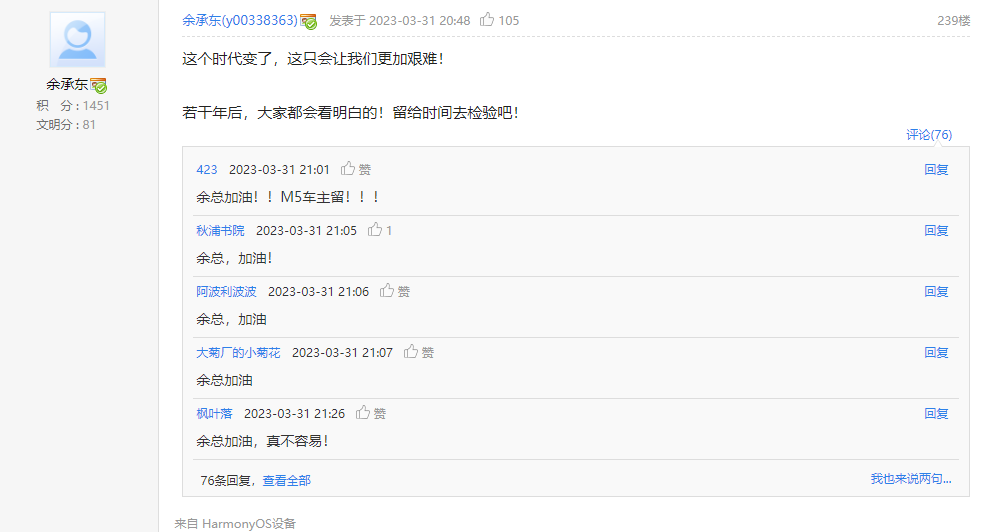 余承东(y00338363) 发表于 2023-03-31 20:48 105 239楼
余承东
积 分 : 1451
文明分 : 81
这个时代变了，这只会让我们更加艰难！
若干年后，大家都会看明白的！留给时间去检验吧！
评论(76)
423 2023-03-31 21:01 赞 回复
余总加油！！M5车主留！！！
秋浦书院 2023-03-31 21:05 1 回复
余总，加油！
阿波利波波 2023-03-31 21:06 赞 回复
余总，加油
大菊厂的小菊花 2023-03-31 21:07 赞 回复
余总加油
枫叶落 2023-03-31 21:26 赞 回复
余总加油，真不容易！
76条回复，查看全部 我也来说两句...
来自 HarmonyOS设备